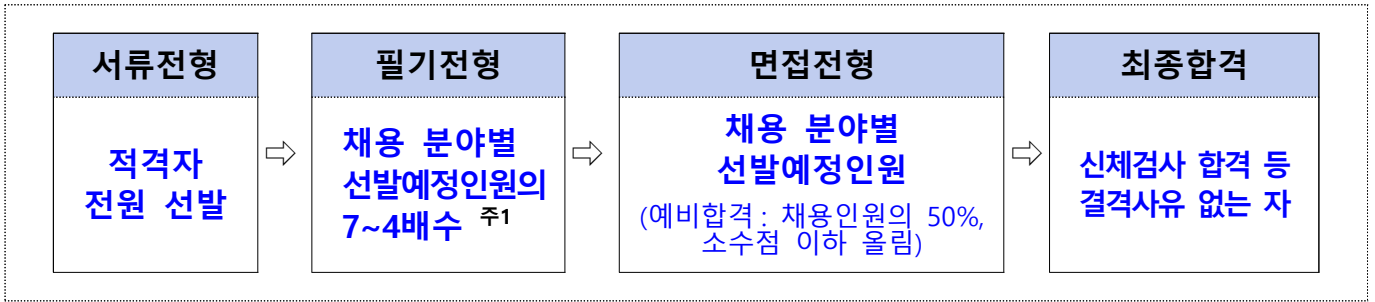 서류전형
적격자
전원 선발
⇨
필기전형
채용 분야별
선발예정인원의
7~4배수 주1
⇨
면접전형
채용 분야별
선발예정인원
(예비합격 : 채용인원의 50%,
소수점 이하 올림)
⇨
최종합격
신체검사 합격 등
결격사유 없는 자